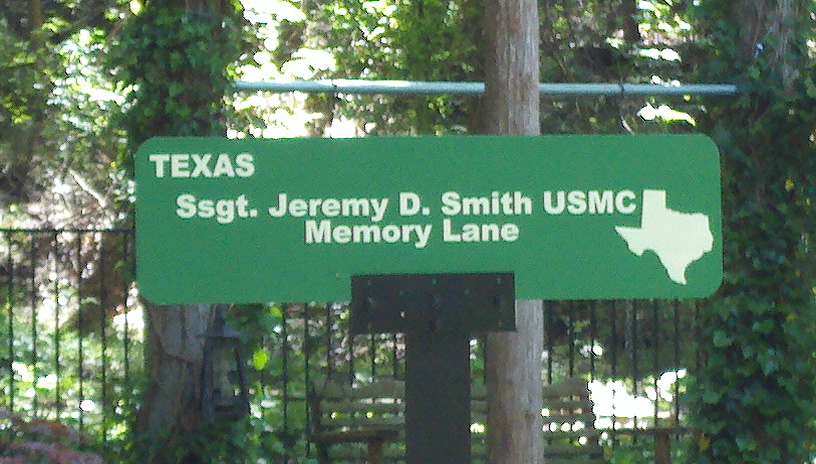 TEXAS
Ssgt. Jeremy D. Smith USMC
Memory Lane